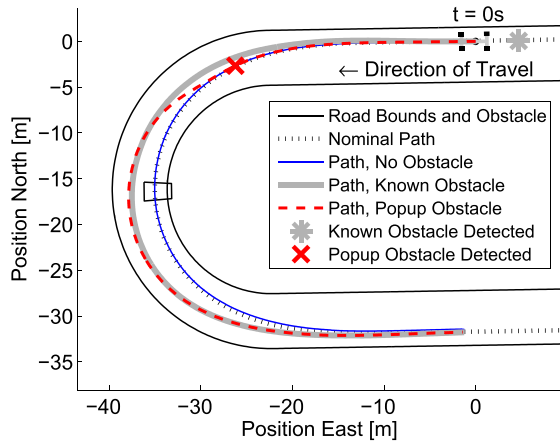 t = 0s
← Direction of Travel
Road Bounds and Obstacle
Nominal Path
Path, No Obstacle
Path, Known Obstacle
Path, Popup Obstacle
Known Obstacle Detected
Popup Obstacle Detected
Position North [m]
0
−5
−10
−15
−20
−25
−30
−35
−40 −30 −20 −10 0
Position East [m]